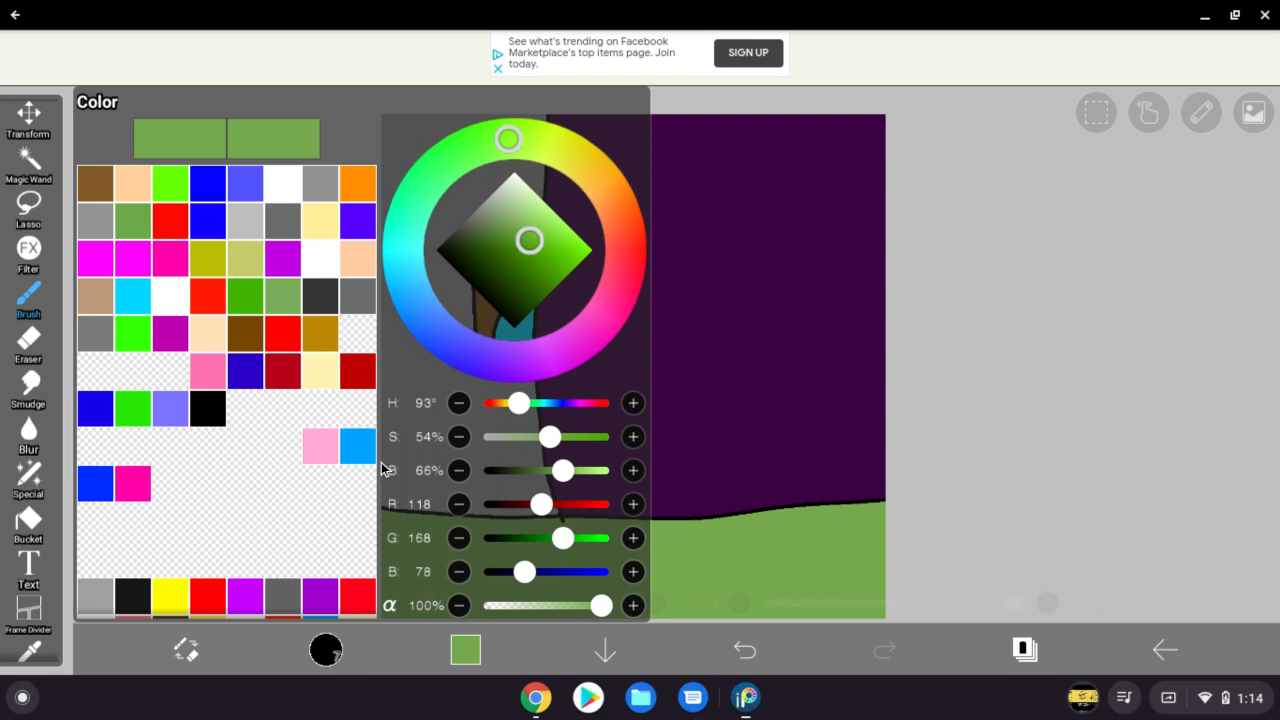 See what's trending on Facebook
Marketplace's top items page. Join
today.
SIGN UP
Color
Transform
Magic Wand
Lasso
FX
Filter
Brush
Eraser
Smudge
Blur
Special
Bucket
T
Text
Frame Divider
H: 93°
S: 54%
B: 66%
R: 118
G: 168
B: 78
α 100%
7
1:14